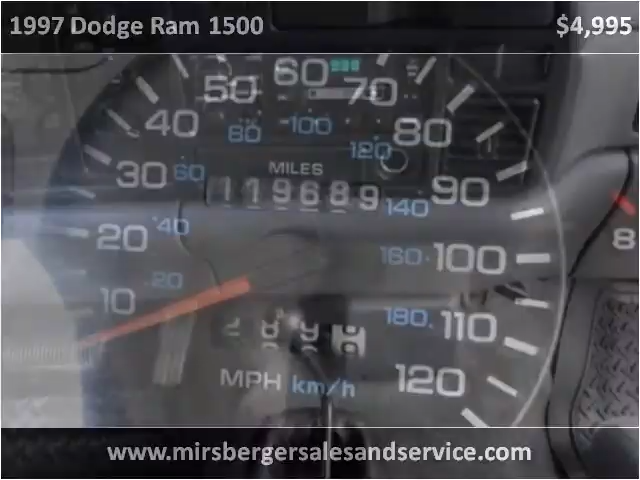 1997 Dodge Ram 1500 $4,995
60 70
50 80
40 80 100 120
MILES
30 60 90
119689 140
20 40 160 100
10 20 180 110
MPH km/h 120
8
www.mirsbergersalesandservice.com